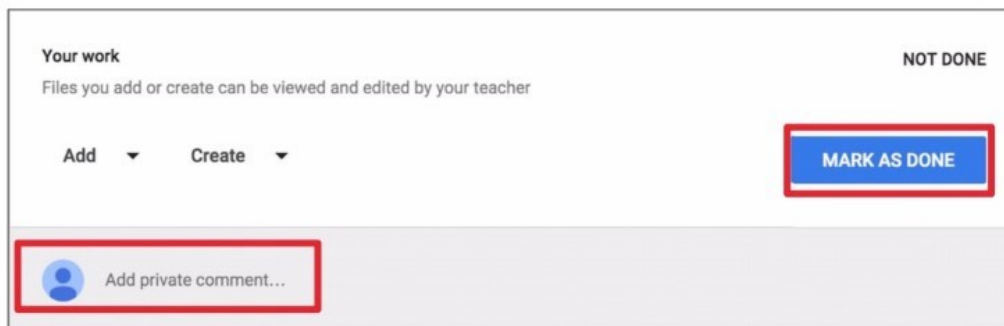 Your work
NOT DONE
Files you add or create can be viewed and edited by your teacher
Add Create
MARK AS DONE
Add private comment...